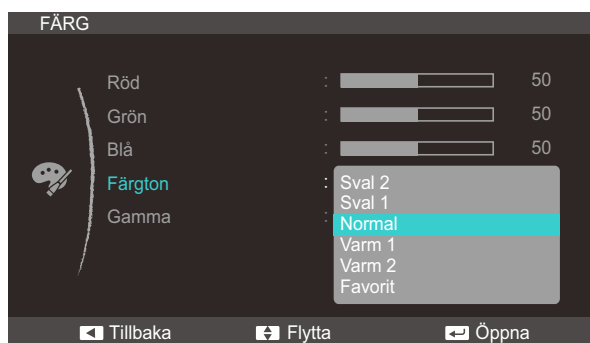 FÄRG
Röd : 50
Grön : 50
Blå : 50
Färgton : Sval 2
Sval 1
Gamma : Normal
Varm 1
Varm 2
Favorit
Tillbaka Flytta Öppna